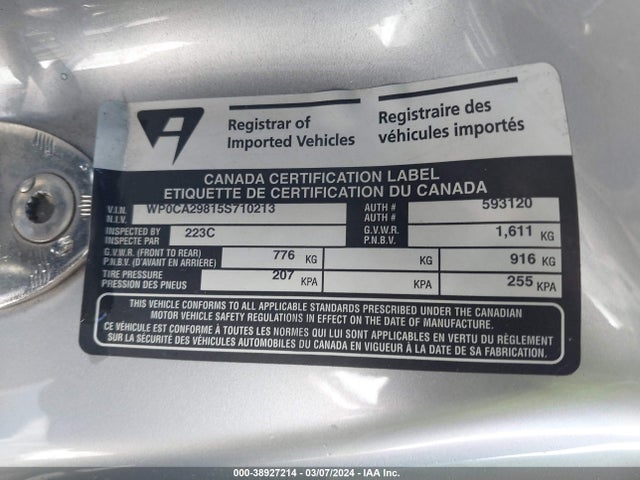 Registrar of
Imported Vehicles
Registraire des
véhicules importés
CANADA CERTIFICATION LABEL
ETIQUETTE DE CERTIFICATION DU CANADA
V.I.N. WP0CA29815S710213 AUTH # 593120
N.I.V. AUTH #
INSPECTED BY 223C G.V.W.R. 1,611 KG
INSPECTE PAR P.N.B.V.
G.V.W.R. (FRONT TO REAR) 776 KG KG 916 KG
P.N.B.V. (D'AVANT EN ARRIÈRE)
TIRE PRESSURE 207 KPA KPA 255 KPA
PRESSION DES PNEUS
THIS VEHICLE CONFORMS TO ALL APPLICABLE STANDARDS PRESCRIBED UNDER THE CANADIAN
MOTOR VEHICLE SAFETY REGULATIONS IN EFFECT ON THE DATE OF MANUFACTURE.
CE VÉHICULE EST CONFORME À TOUTES LES NORMES QUI LUI SONT APPLICABLES EN VERTU DU RÈGLEMENT
SUR LA SÉCURITÉ DES VÉHICULES AUTOMOBILES DU CANADA EN VIGUEUR À LA DATE DE SA FABRICATION.
000-38927214 - 03/07/2024 - IAA Inc.